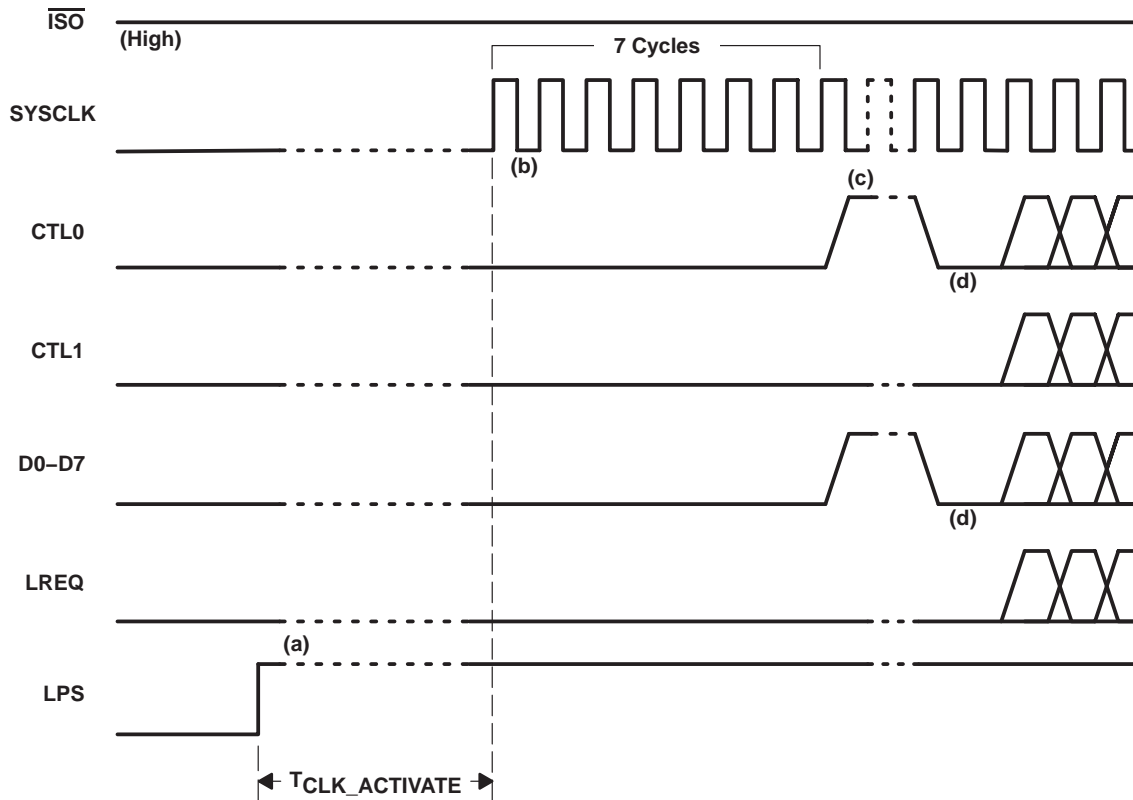 ISO
(High)
7 Cycles
SYSCLK
(b)
(c)
CTL0
(d)
CTL1
D0–D7
(d)
LREQ
(a)
LPS
TCLK_ACTIVATE